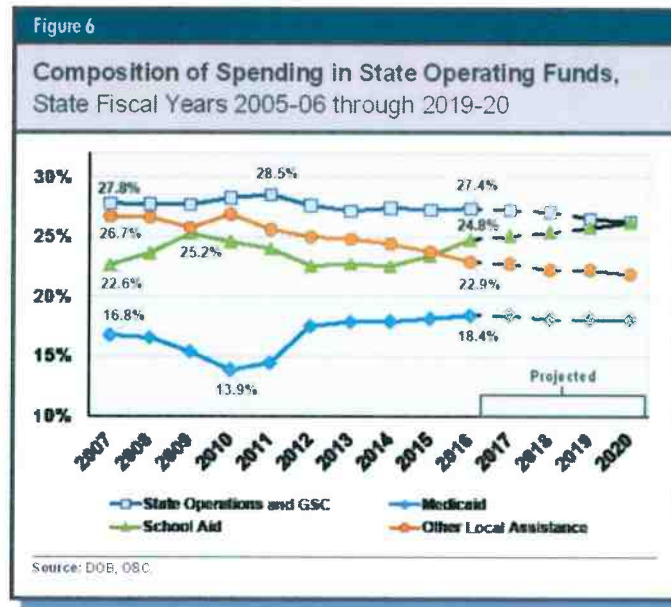 Figure 6
Composition of Spending in State Operating Funds,
State Fiscal Years 2005-06 through 2019-20
30%
25%
20%
15%
10%
27.8%
28.5%
27.4%
26.7%
25.2%
24.8%
22.6%
22.9%
16.8%
13.9%
18.4%
Projected
2007 2008 2009 2010 2011 2012 2013 2014 2015 2016 2017 2018 2019 2020
State Operations and GSC Medicaid
School Aid Other Local Assistance
Source: DOB, OSC